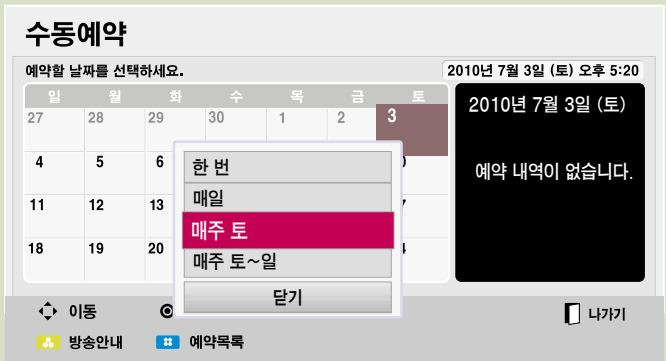 수동예약
예약할 날짜를 선택하세요.
2010년 7월 3일 (토) 오후 5:20
일 월 화 수 목 금 토
27 28 29 30 1 2 3
4 5 6
11 12 13
18 19 20
한 번
매일
매주 토
매주 토~일
닫기
2010년 7월 3일 (토)
예약 내역이 없습니다.
이동
나가기
방송안내 예약목록